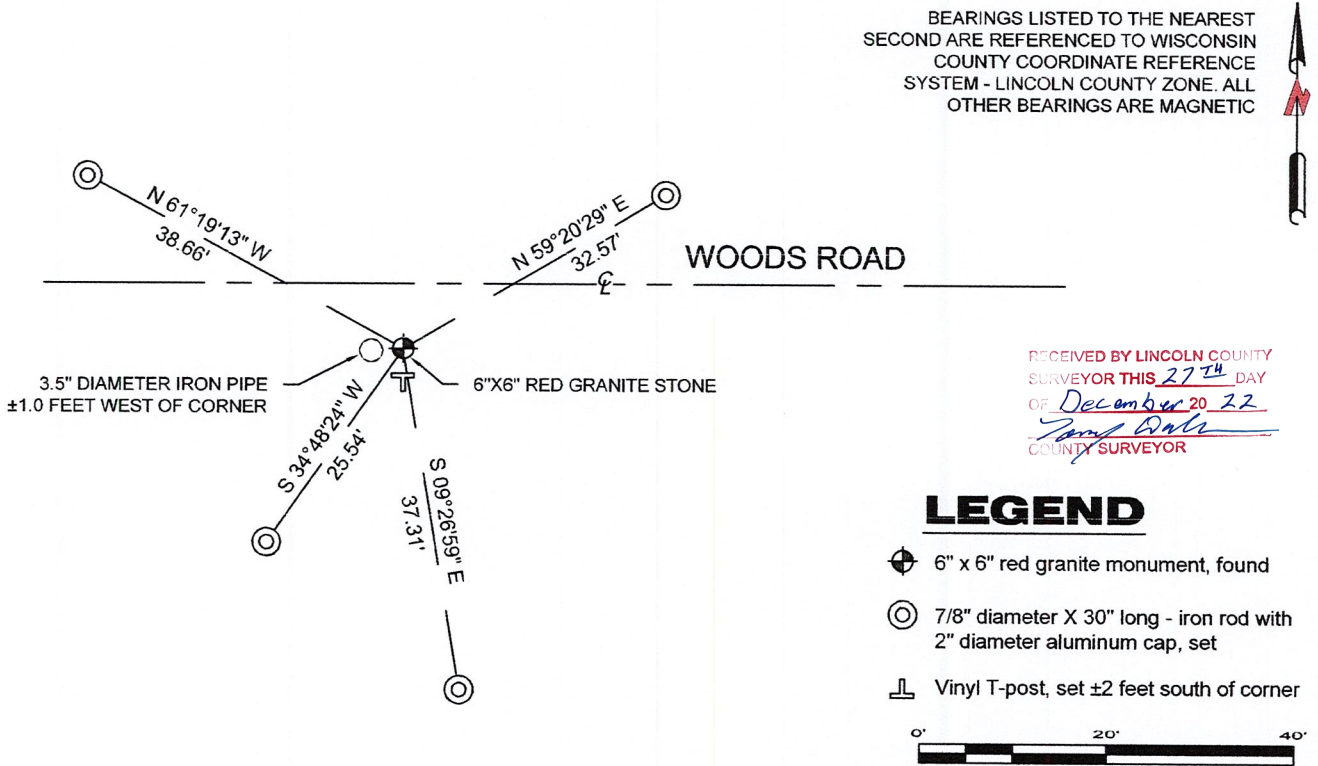 BEARINGS LISTED TO THE NEAREST
SECOND ARE REFERENCED TO WISCONSIN
COUNTY COORDINATE REFERENCE
SYSTEM - LINCOLN COUNTY ZONE. ALL
OTHER BEARINGS ARE MAGNETIC
N
N 61°19'13" W
38.66'
N 59°20'29" E
32.57'
WOODS ROAD
CL
3.5" DIAMETER IRON PIPE
±1.0 FEET WEST OF CORNER
6"X6" RED GRANITE STONE
S 34°48'24" W
25.54'
S 09°26'59" E
37.31'
RECEIVED BY LINCOLN COUNTY
SURVEYOR THIS 27TH DAY
OF December 20 22
COUNTY SURVEYOR
LEGEND
6" x 6" red granite monument, found
7/8" diameter X 30" long - iron rod with
2" diameter aluminum cap, set
Vinyl T-post, set ±2 feet south of corner
0' 20' 40'